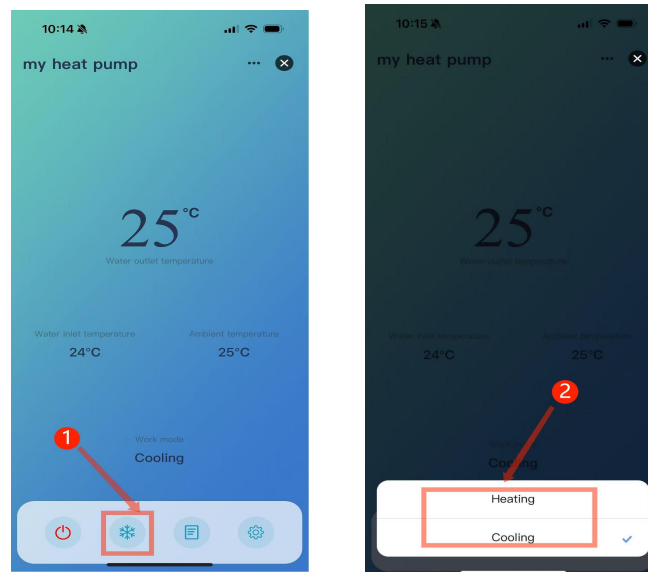 10:14
my heat pump
25°C
Water outlet temperature
Water inlet temperature
Ambient temperature
24°C
25°C
1
Work mode
Cooling
10:15
my heat pump
25°C
Water outlet temperature
Water inlet temperature
Ambient temperature
24°C
25°C
2
Work mode
Cooling
Heating
Cooling